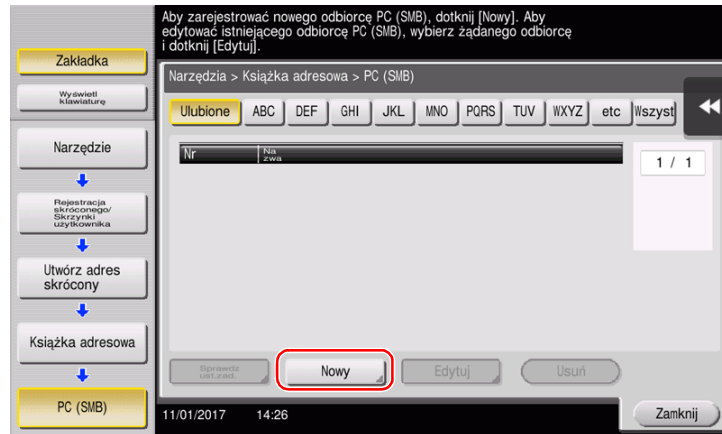 Aby zarejestrować nowego odbiorcę PC (SMB), dotknij [Nowy]. Aby
edytować istniejącego odbiorcę PC (SMB), wybierz żądanego odbiorcę
i dotknij [Edytuj].
Zakładka
Wyświetl
klawiaturę
Narzędzie
Rejestracja
skróconego/
Skrzynki
użytkownika
Utwórz adres
skrócony
Książka adresowa
PC (SMB)
Narzędzia > Książka adresowa > PC (SMB)
Ulubione ABC DEF GHI JKL MNO PQRS TUV WXYZ etc Wszyst
Nr Na
zwa
1 / 1
Sprawdź
ust.zad.
Nowy Edytuj Usuń
11/01/2017 14:26
Zamknij